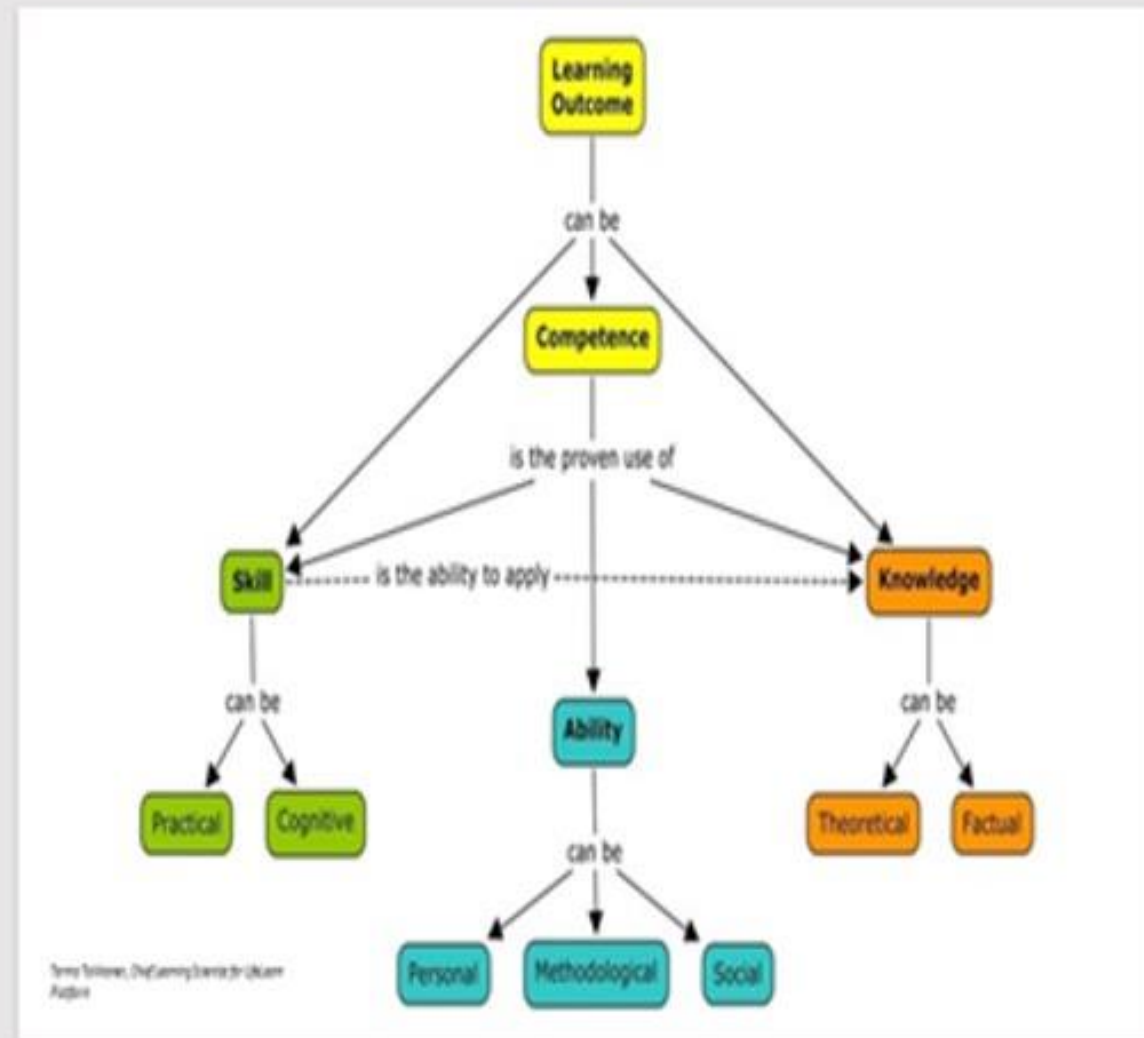 Learning
Outcome
can be
Competence
is the proven use of
Skill
is the ability to apply
Knowledge
can be
Ability
can be
Practical
Cognitive
Theoretical
Factual
can be
Personal
Methodological
Social
Platform